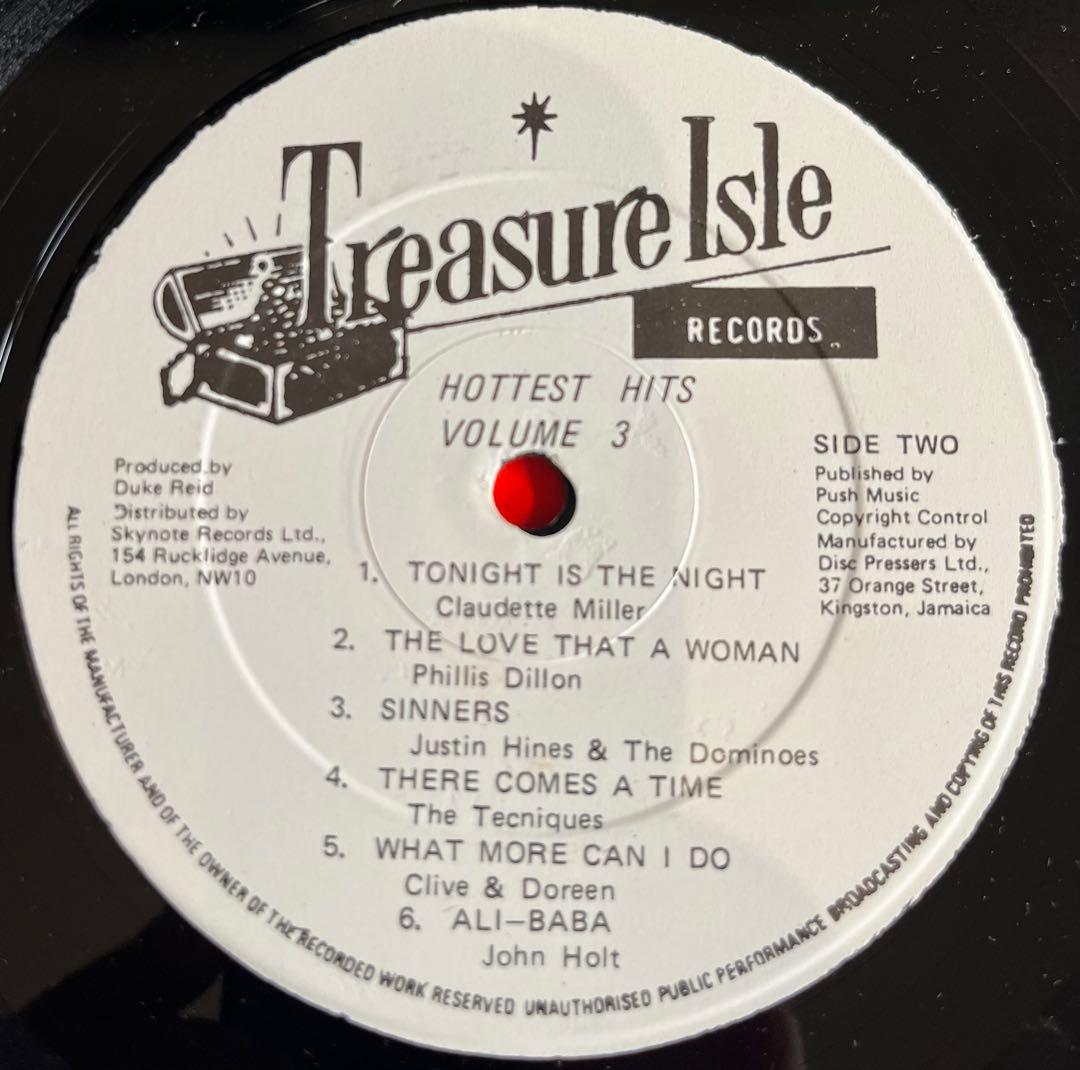 Treasure Isle
RECORDS
HOTTEST HITS
VOLUME 3
SIDE TWO
Produced by
Duke Reid
Distributed by
Skynote Records Ltd.,
154 Rucklidge Avenue,
London, NW10
Published by
Push Music
Copyright Control
Manufactured by
Disc Pressers Ltd.,
37 Orange Street,
Kingston, Jamaica
1. TONIGHT IS THE NIGHT
Claudette Miller
2. THE LOVE THAT A WOMAN
Phillis Dillon
3. SINNERS
Justin Hines & The Dominoes
4. THERE COMES A TIME
The Tecniques
5. WHAT MORE CAN I DO
Clive & Doreen
6. ALI-BABA
John Holt
ALL RIGHTS OF THE MANUFACTURER AND OF THE OWNER OF THE RECORDED WORK RESERVED UNAUTHORISED PUBLIC PERFORMANCE BROADCASTING AND COPYING OF THIS RECORD PROHIBITED